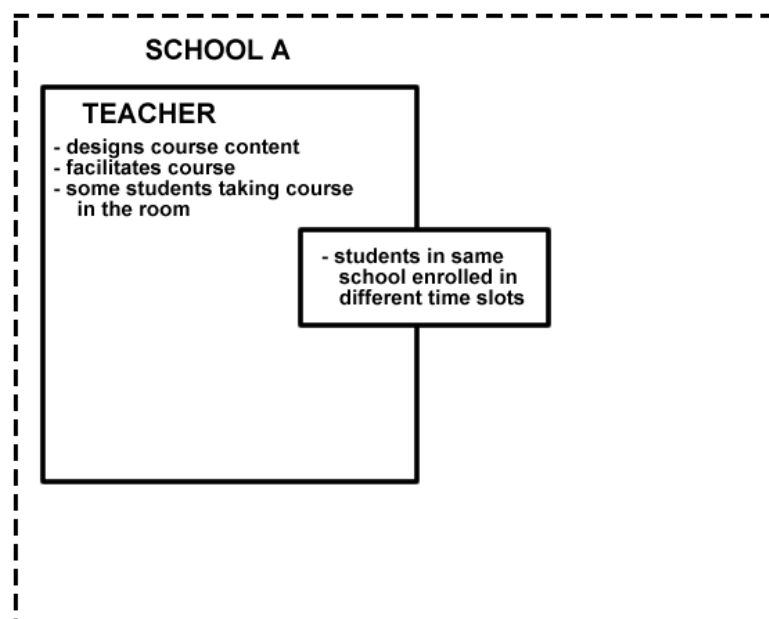 SCHOOL A
TEACHER
- designs course content
- facilitates course
- some students taking course
in the room
- students in same
school enrolled in
different time slots